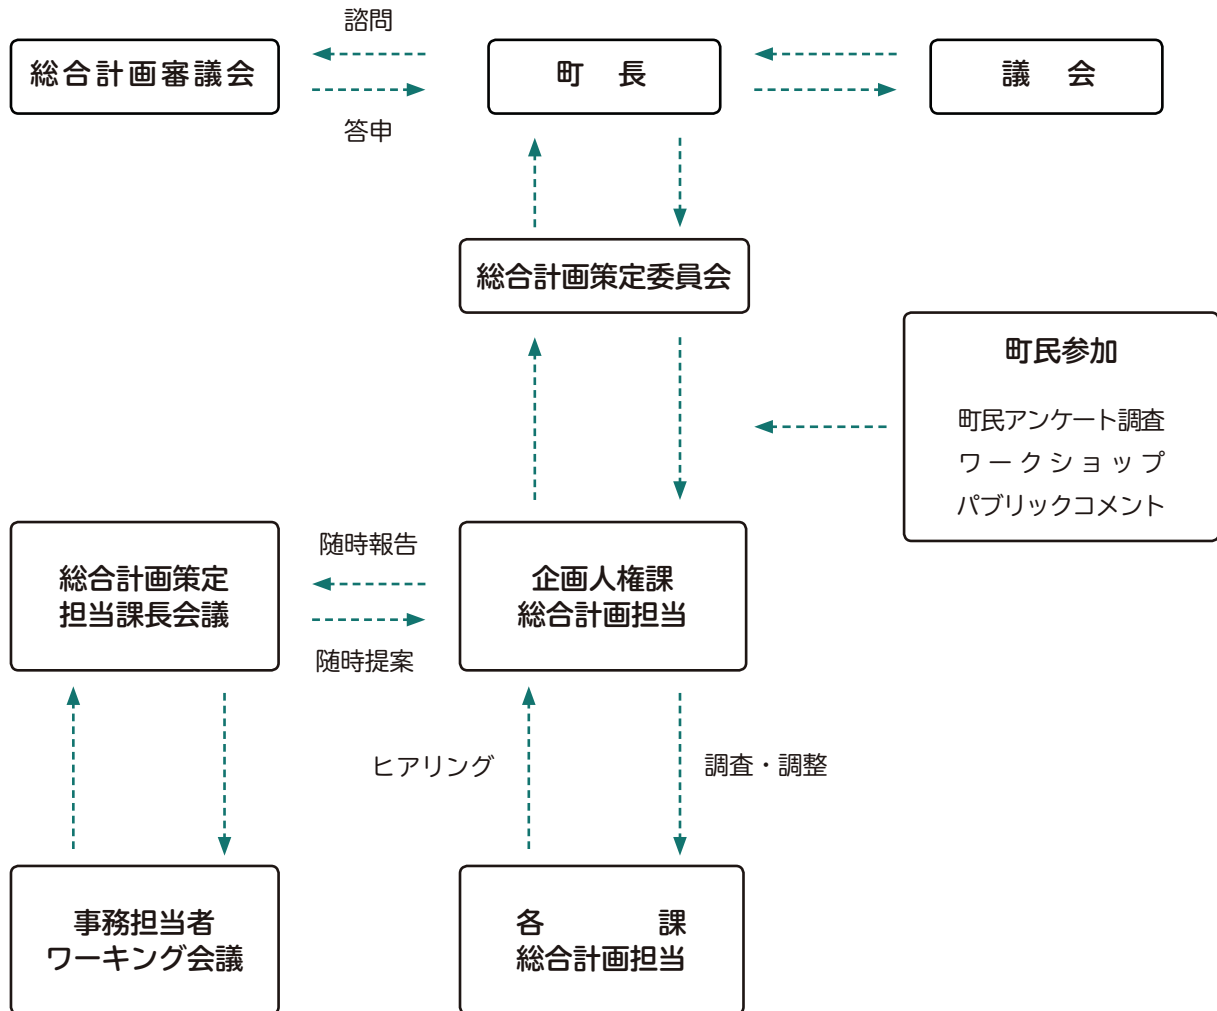 諮問
総合計画審議会
町　長
議　会
答申
総合計画策定委員会
町民参加
町民アンケート調査
ワークショップ
パブリックコメント
随時報告
総合計画策定
担当課長会議
企画人権課
総合計画担当
随時提案
ヒアリング
調査・調整
事務担当者
ワーキング会議
各　課
総合計画担当